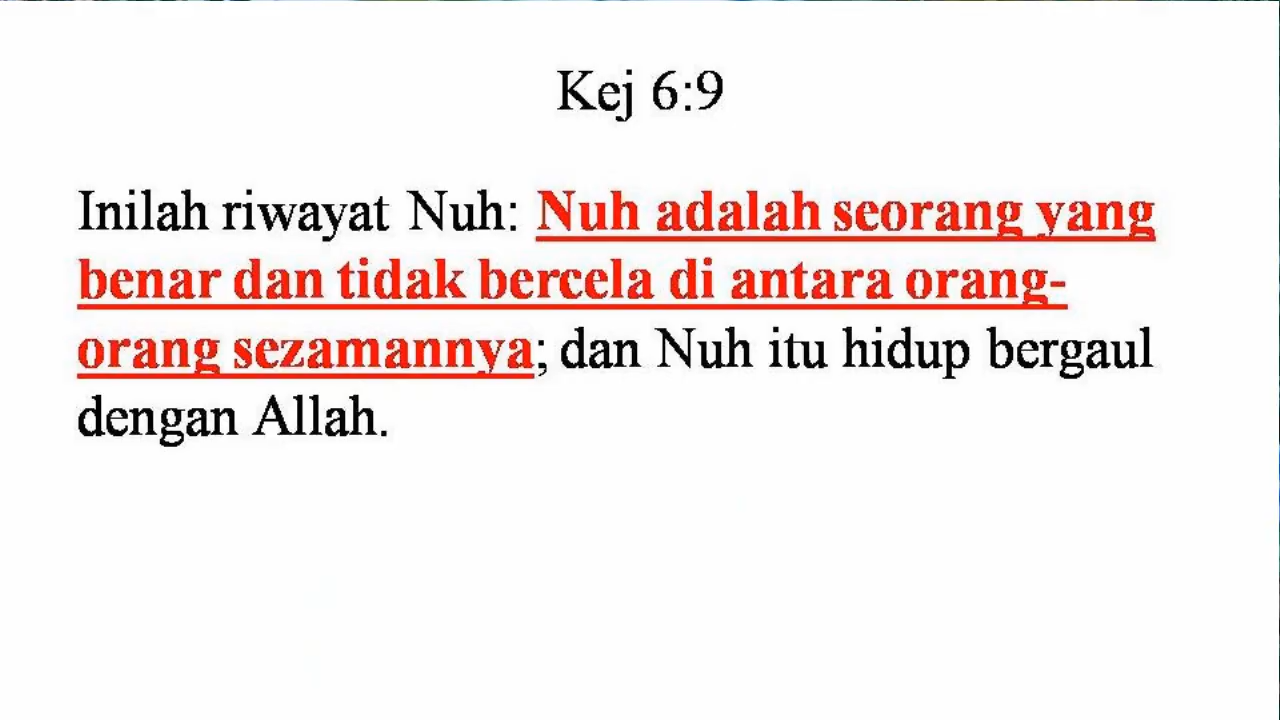 Kej 6:9
Inilah riwayat Nuh: Nuh adalah seorang yang
benar dan tidak bercela di antara orang-
orang sezamannya; dan Nuh itu hidup bergaul
dengan Allah.